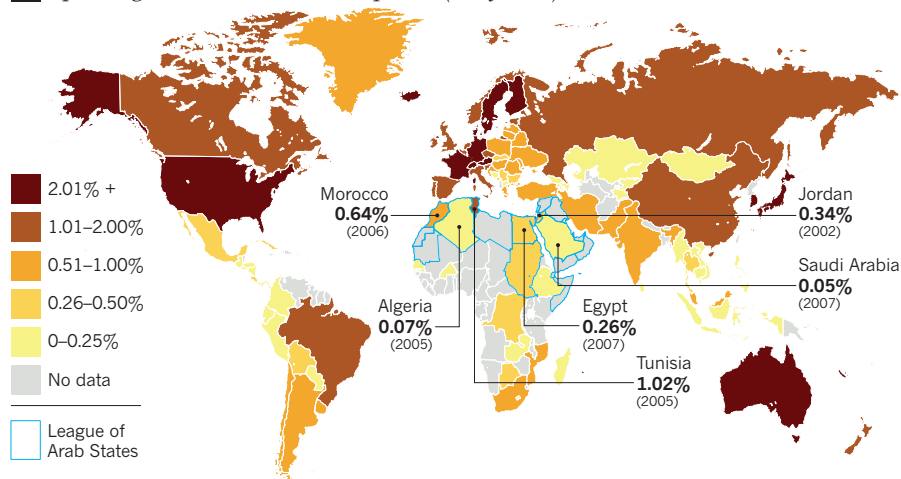 2.01% +
1.01–2.00%
0.51–1.00%
0.26–0.50%
0–0.25%
No data
League of
Arab States
Morocco
0.64%
(2006)
Algeria
0.07%
(2005)
Egypt
0.26%
(2007)
Tunisia
1.02%
(2005)
Jordan
0.34%
(2002)
Saudi Arabia
0.05%
(2007)